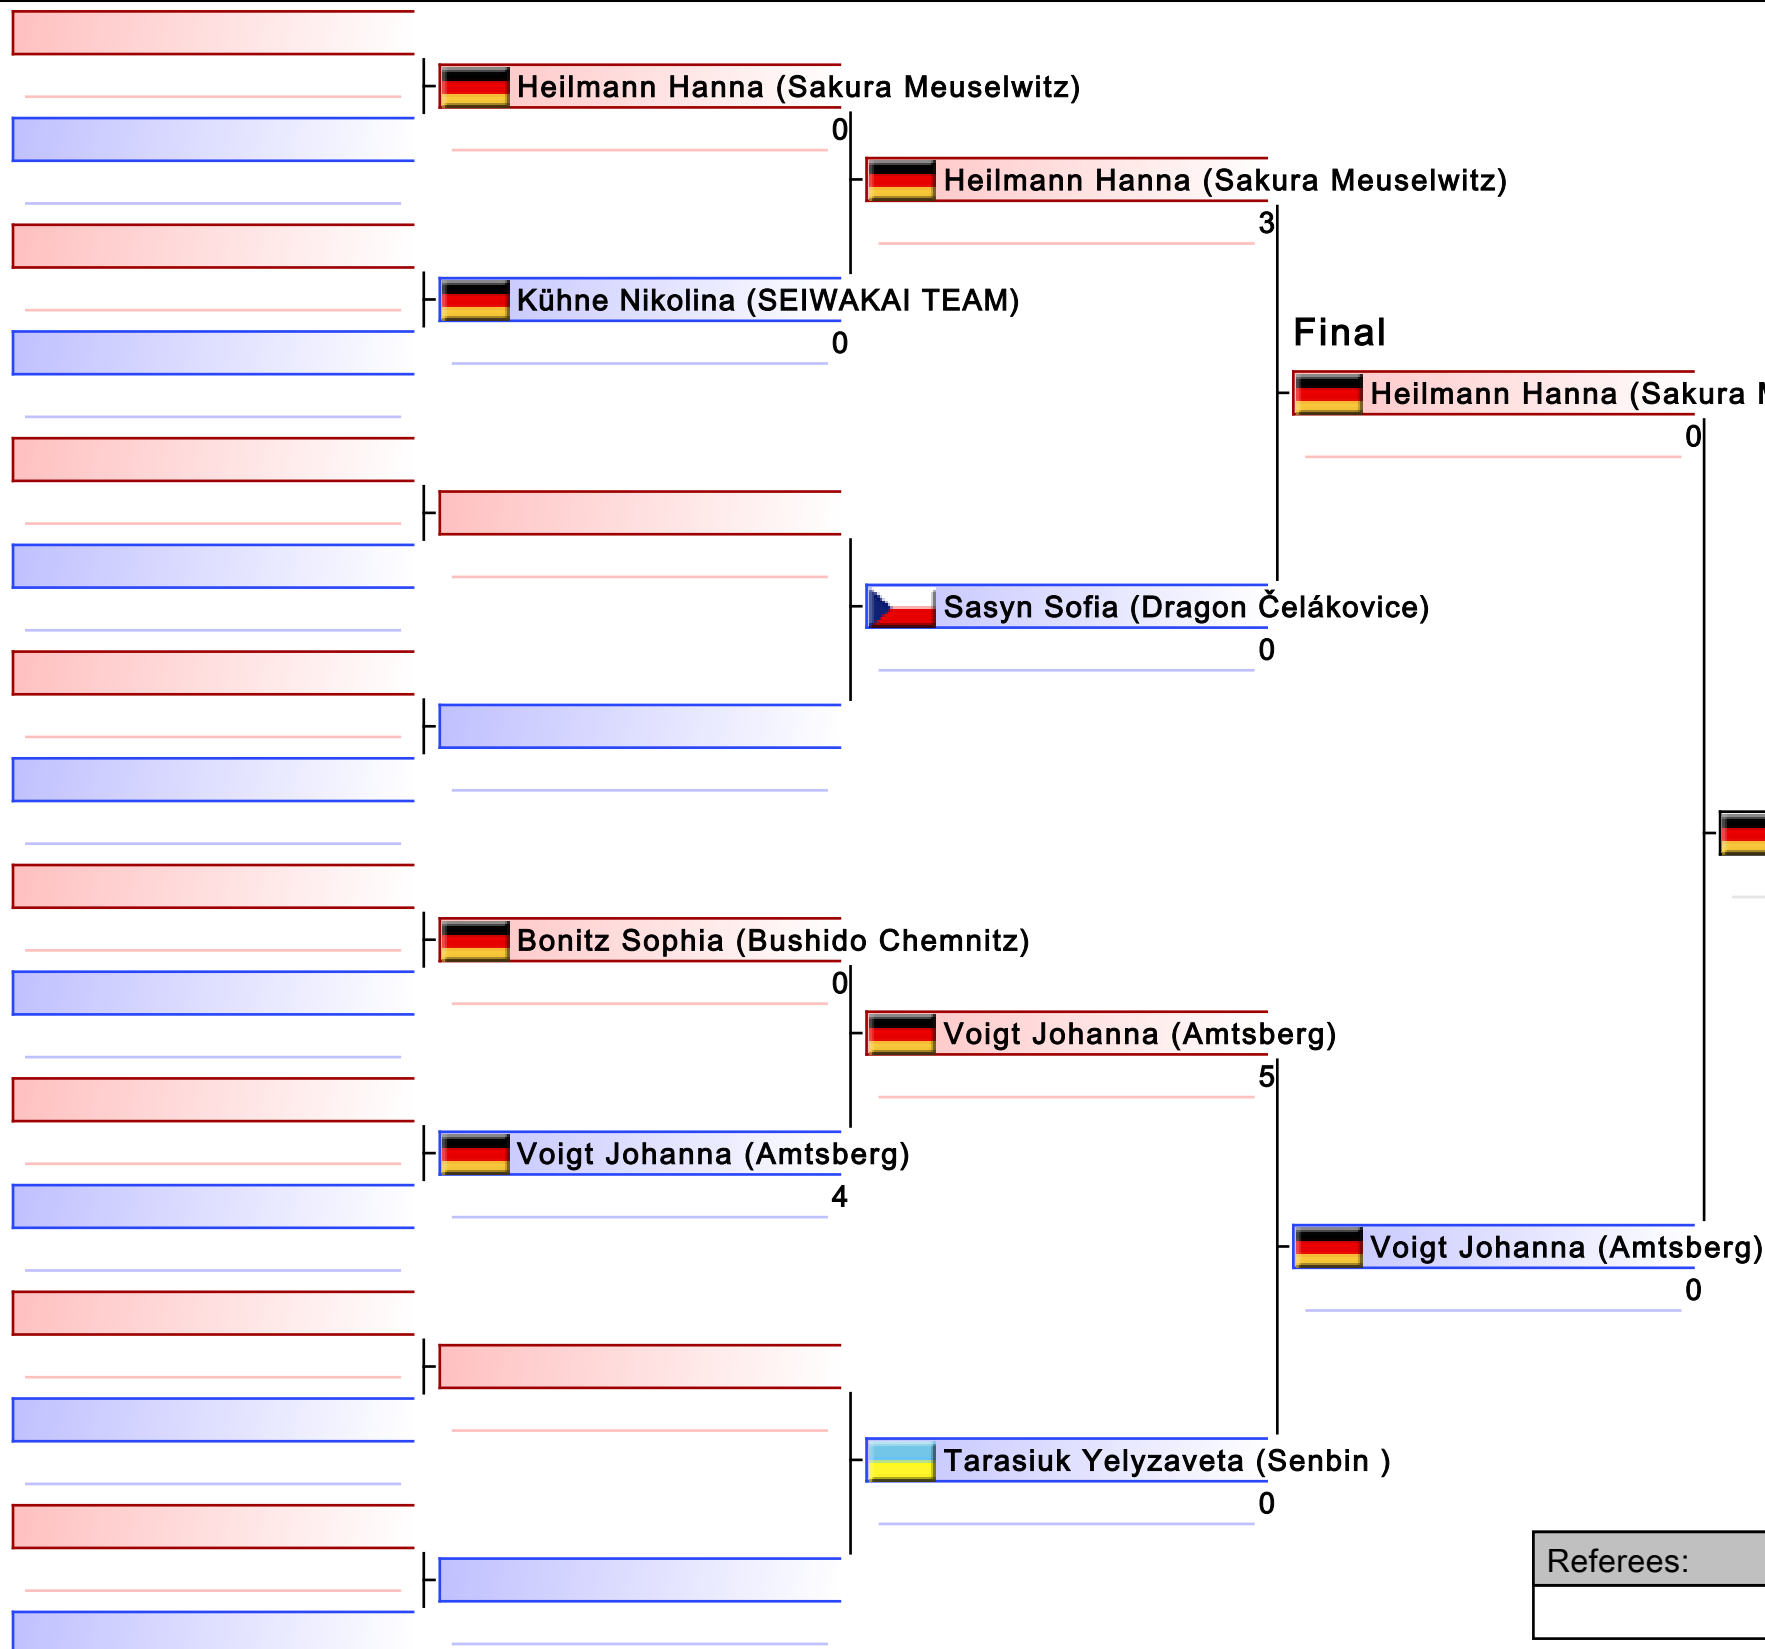 Heilmann Hanna (Sakura Meuselwitz)
0
Heilmann Hanna (Sakura Meuselwitz)
3
Kühne Nikolina (SEIWAKAI TEAM)
0
Final
Heilmann Hanna (Sakura
0
Sasyn Sofia (Dragon Čelákovice)
0
Bonitz Sophia (Bushido Chemnitz)
0
Voigt Johanna (Amtsberg)
5
Voigt Johanna (Amtsberg)
4
Voigt Johanna (Amtsberg)
0
Tarasiuk Yelyzaveta (Senbin )
0
Referees: